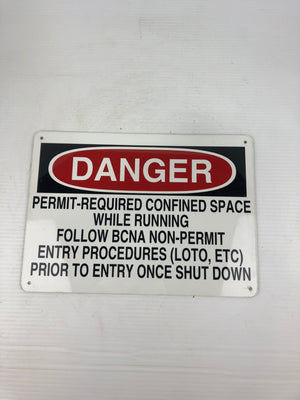 DANGER
PERMIT-REQUIRED CONFINED SPACE
WHILE RUNNING
FOLLOW BCNA NON-PERMIT
ENTRY PROCEDURES (LOTO, ETC)
PRIOR TO ENTRY ONCE SHUT DOWN